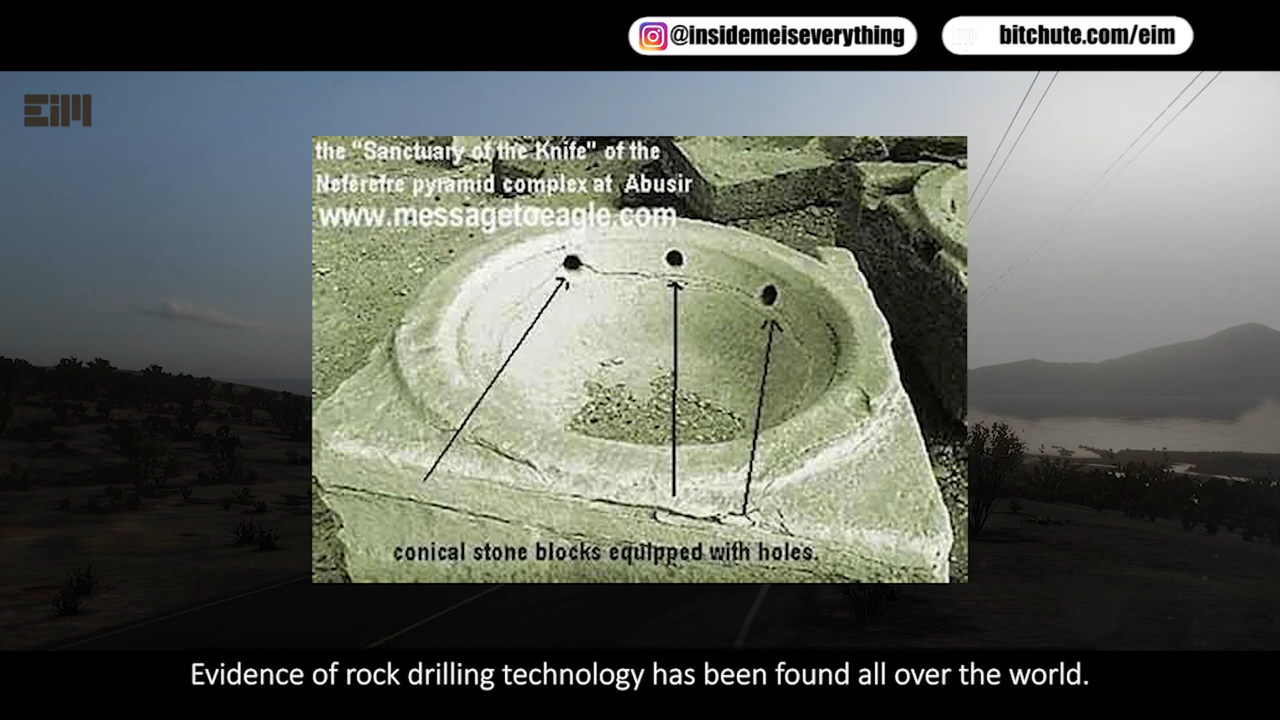 @insidemeiseverything
bitchute.com/eim
EiM
the "Sanctuary of the Knife" of the
Neferefre pyramid complex at Abusir
www.messagetoeagle.com
conical stone blocks equipped with holes.
Evidence of rock drilling technology has been found all over the world.